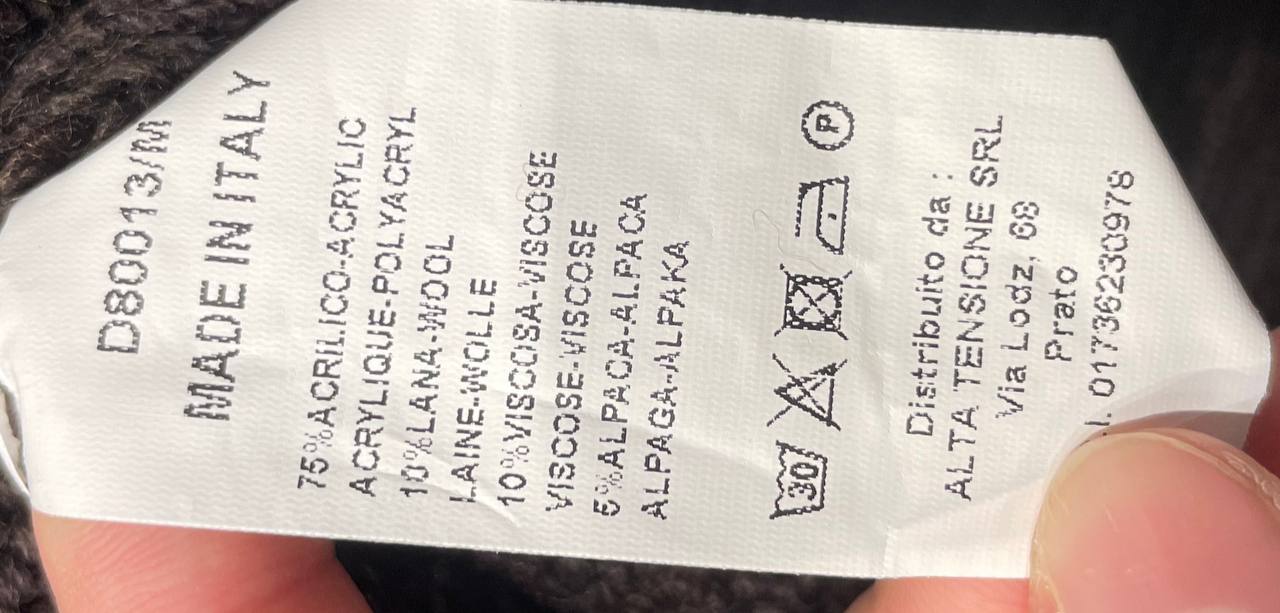 D80013/M
MADE IN ITALY
75%ACRILICO-ACRYLIC
ACRYLIQUE-POLYACRYL
10%LANA-WOOL
LAINE-WOLLE
10%VISCOSA-VISCOSE
VISCOSE-VISCOSE
5%ALPACA-ALPACA
ALPAGA-ALPAKA
30 P
Distribuito da :
ALTA TENSIONE SRL
Via Lodz, 68
Prato
01736230978